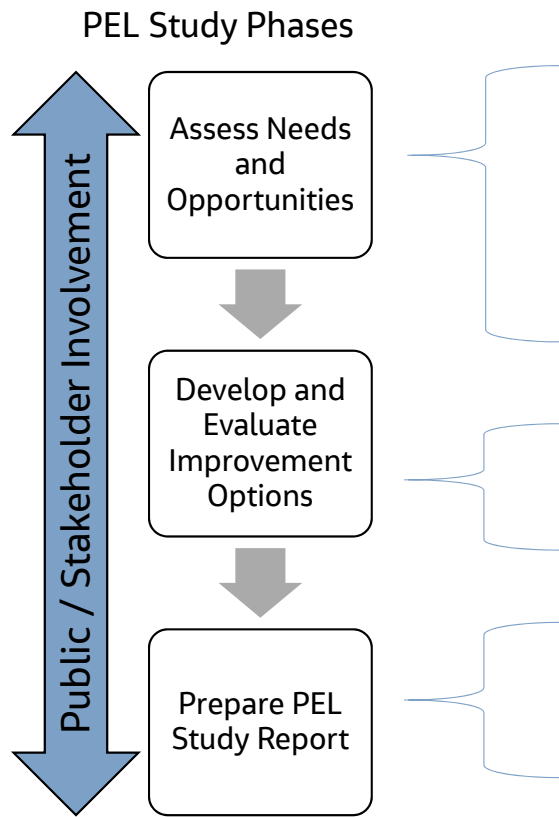 PEL Study Phases
Public / Stakeholder Involvement
Assess Needs
and
Opportunities
Develop and
Evaluate
Improvement
Options
Prepare PEL
Study Report